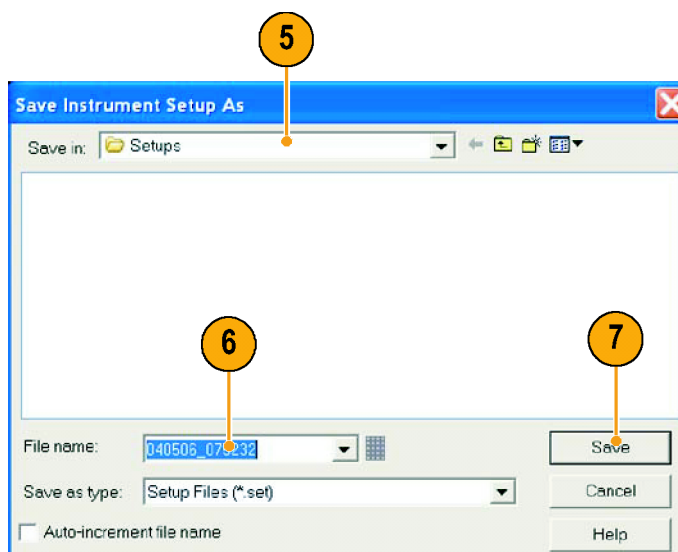 5
Save Instrument Setup As
Save in: Setups
6
7
File name: 040506_075232 Save
Save as type: Setup Files (*.set) Cancel
Auto-increment file name Help